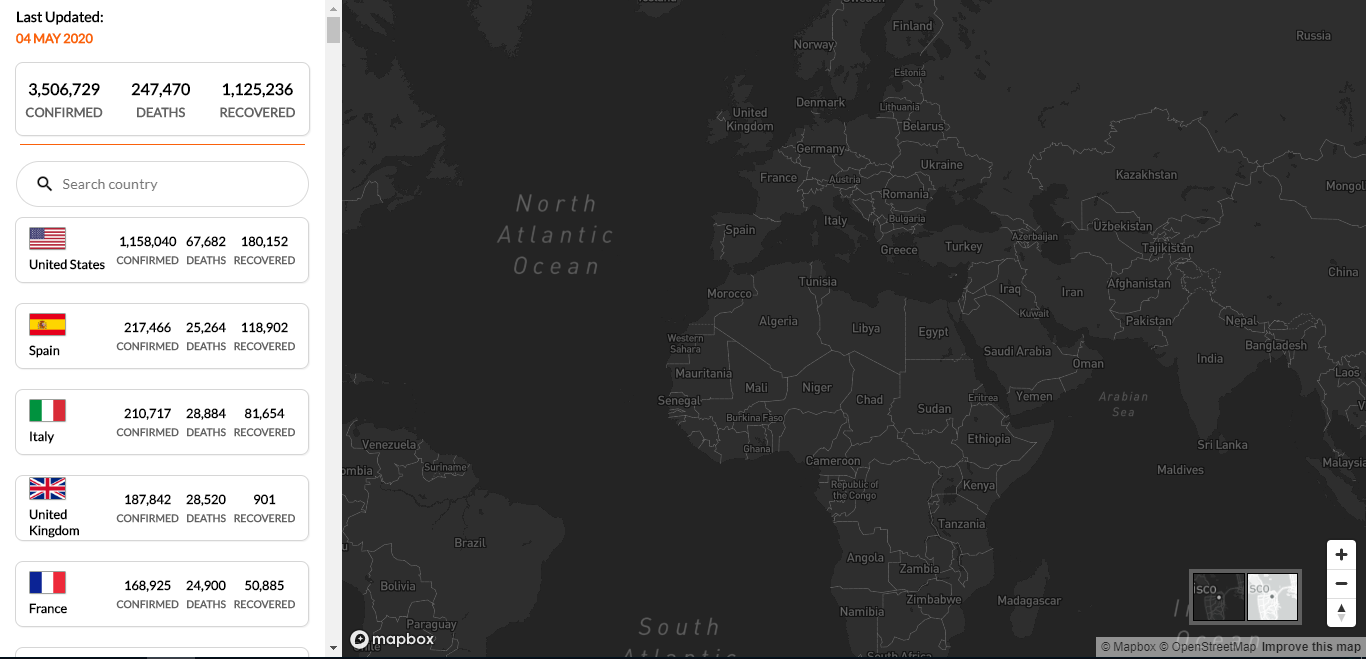 Last Updated:
04 MAY 2020
3,506,729 247,470 1,125,236
CONFIRMED DEATHS RECOVERED
Search country
1,158,040 67,682 180,152
United States CONFIRMED DEATHS RECOVERED
217,466 25,264 118,902
Spain CONFIRMED DEATHS RECOVERED
210,717 28,884 81,654
Italy CONFIRMED DEATHS RECOVERED
187,842 28,520 901
United
Kingdom CONFIRMED DEATHS RECOVERED
168,925 24,900 50,885
France CONFIRMED DEATHS RECOVERED
Sweden
Finland
Russia
Norway
Estonia
Denmark
Lithuania
United
Kingdom
Belarus
Germany
Ukraine
France
Austria
Kazakhstan
Mongol
Romania
North
Atlantic
Ocean
Italy
Bulgaria
Spain
Uzbekistan
Azerbaijan
Greece
Turkey
Tajikistan
China
Tunisia
Afghanistan
Morocco
Iraq
Iran
Algeria
Libya
Egypt
Kuwait
Pakistan
Nepal
Western
Sahara
Bangladesh
Saudi Arabia
India
Oman
Laos
Mauritania
Mali
Niger
Chad
Senegal
Eritrea
Yemen
Arabian
Sea
Sudan
Burkina Faso
Ethiopia
Ghana
Venezuela
Sri Lanka
Cameroon
Malaysia
ombia
Suriname
Maldives
Republic of
the Congo
Kenya
Tanzania
Brazil
Angola
Zambia
Bolivia
Zimbabwe
Madagascar
Namibia
Paraguay
South
Atlantic
Chile
South Africa
isco
sco
Ocean
mapbox
© Mapbox © OpenStreetMap Improve this map